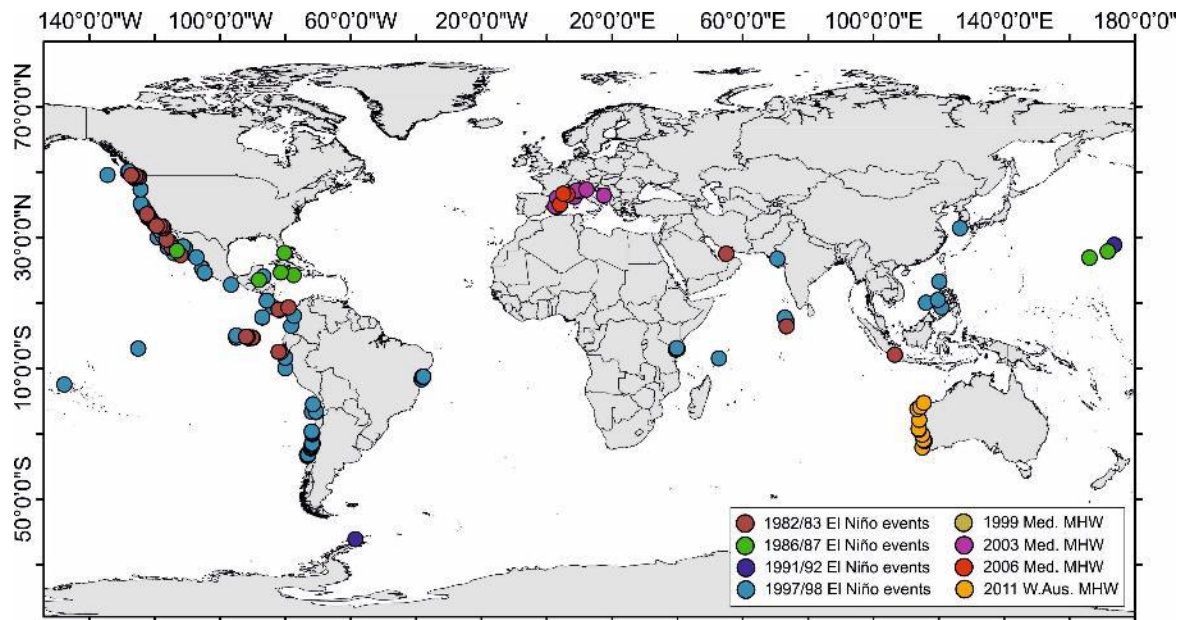 140°0'0"W 100°0'0"W 60°0'0"W 20°0'0"W 20°0'0"E 60°0'0"E 100°0'0"E 140°0'0"E 180°0'0"E
70°0'0"N
30°0'0"N
10°0'0"S
50°0'0"S
1982/83 El Niño events 1999 Med. MHW
1986/87 El Niño events 2003 Med. MHW
1991/92 El Niño events 2006 Med. MHW
1997/98 El Niño events 2011 W.Aus. MHW